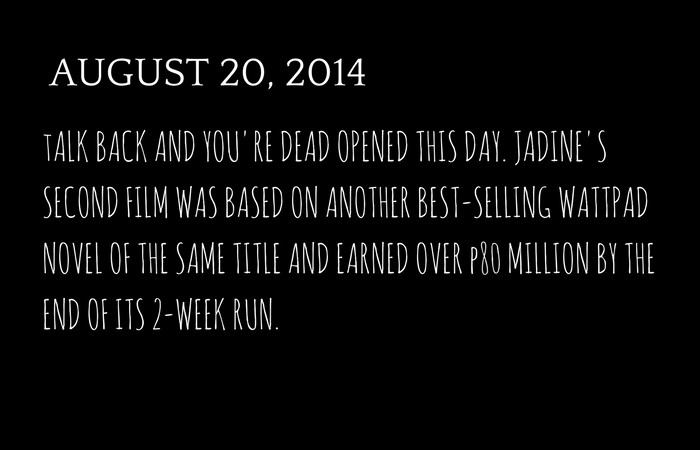 AUGUST 20, 2014
TALK BACK AND YOU'RE DEAD OPENED THIS DAY. JADINE'S
SECOND FILM WAS BASED ON ANOTHER BEST-SELLING WATTPAD
NOVEL OF THE SAME TITLE AND EARNED OVER P80 MILLION BY THE
END OF ITS 2-WEEK RUN.